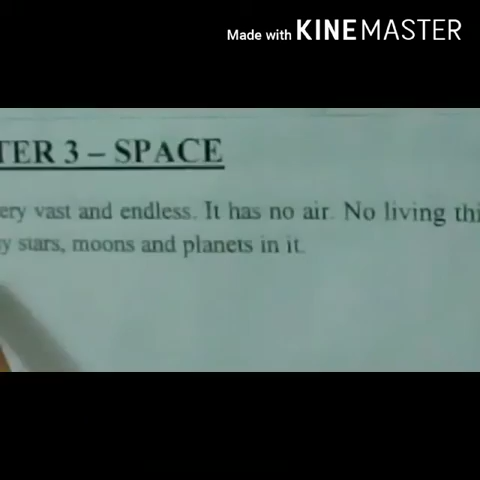 Made with KINEMASTER
TER 3 – SPACE
ery vast and endless. It has no air. No living thi
y stars, moons and planets in it.